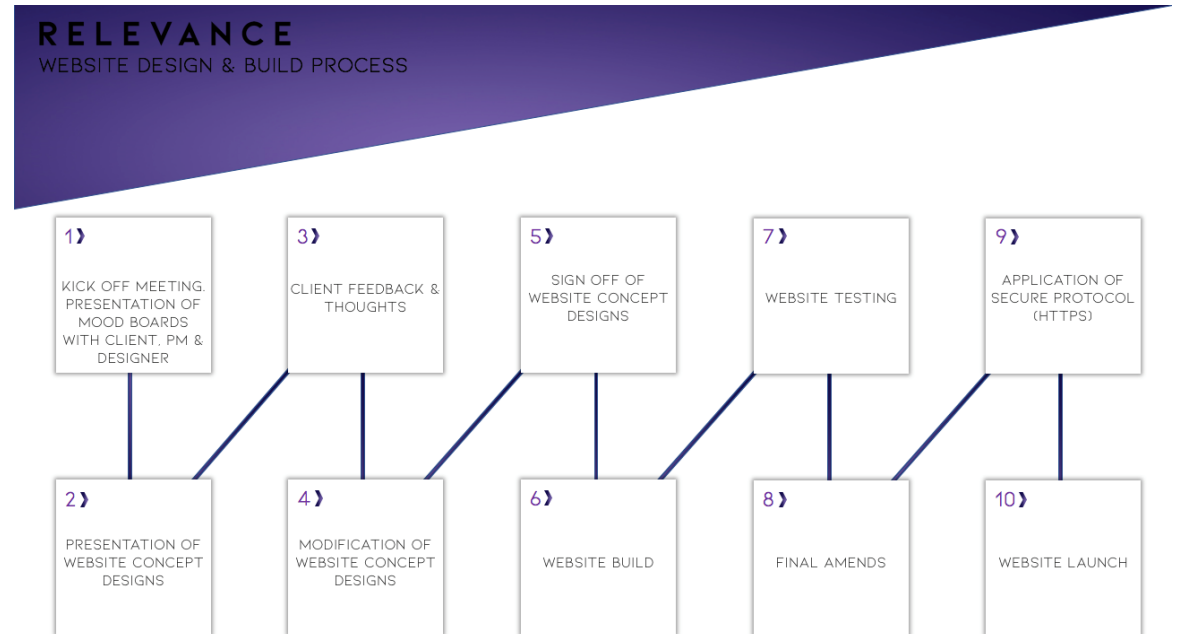 RELEVANCE
WEBSITE DESIGN & BUILD PROCESS
1
KICK OFF MEETING.
PRESENTATION OF
MOOD BOARDS
WITH CLIENT, PM &
DESIGNER
2
PRESENTATION OF
WEBSITE CONCEPT
DESIGNS
3
CLIENT FEEDBACK &
THOUGHTS
4
MODIFICATION OF
WEBSITE CONCEPT
DESIGNS
5
SIGN OFF OF
WEBSITE CONCEPT
DESIGNS
6
WEBSITE BUILD
7
WEBSITE TESTING
8
FINAL AMENDS
9
APPLICATION OF
SECURE PROTOCOL
(HTTPS)
10
WEBSITE LAUNCH